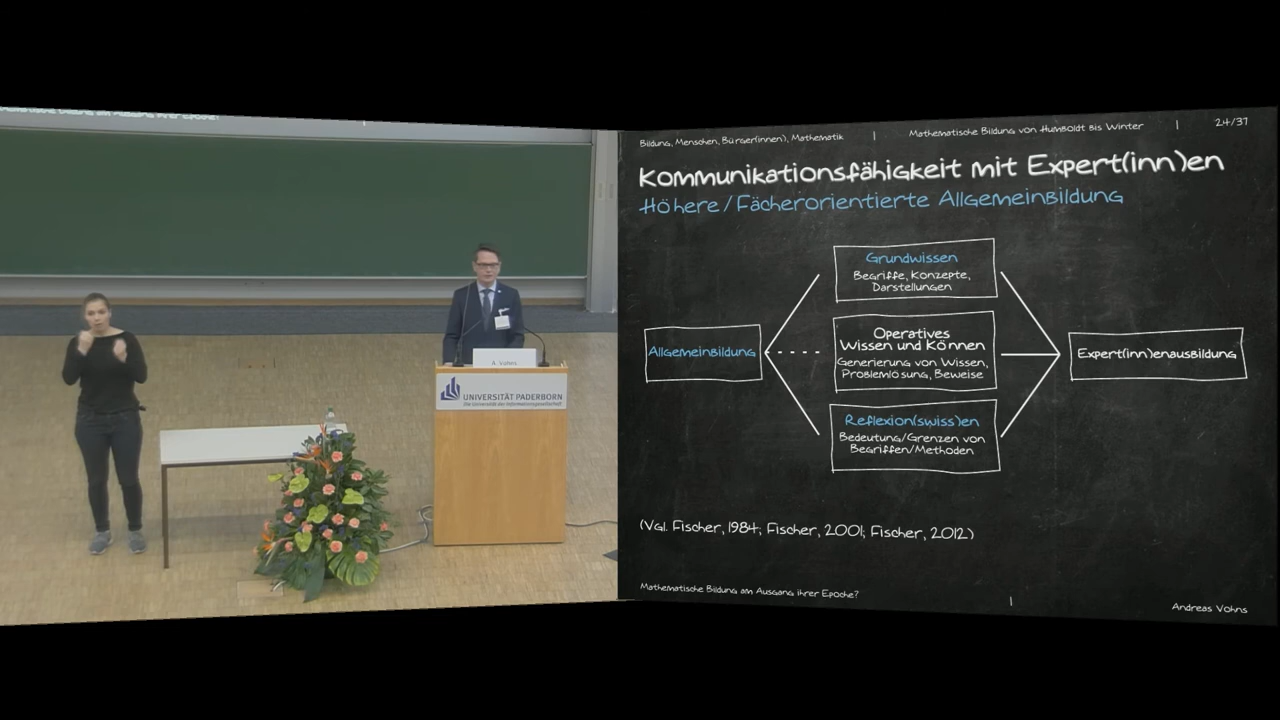 Bildung, Menschen, Bürger(innen), Mathematik | Mathematische Bildung von Humboldt bis Winter | 24/37
Kommunikationsfähigkeit mit Expert(inn)en
Höhere/Fächerorientierte Allgemeinbildung
Grundwissen
Begriffe, Konzepte,
Darstellungen
Allgemeinbildung
Operatives
Wissen und Können
Generierung von Wissen,
Problemlösung, Beweise
Expert(inn)enausbildung
Reflexion(swiss)en
Bedeutung/Grenzen von
Begriffen/Methoden
(Vgl. Fischer, 1984; Fischer, 2001; Fischer, 2012)
Mathematische Bildung am Ausgang ihrer Epoche? |
Andreas Vohns
A. Vohns
UNIVERSITÄT PADERBORN
Die Universität der Informationsgesellschaft